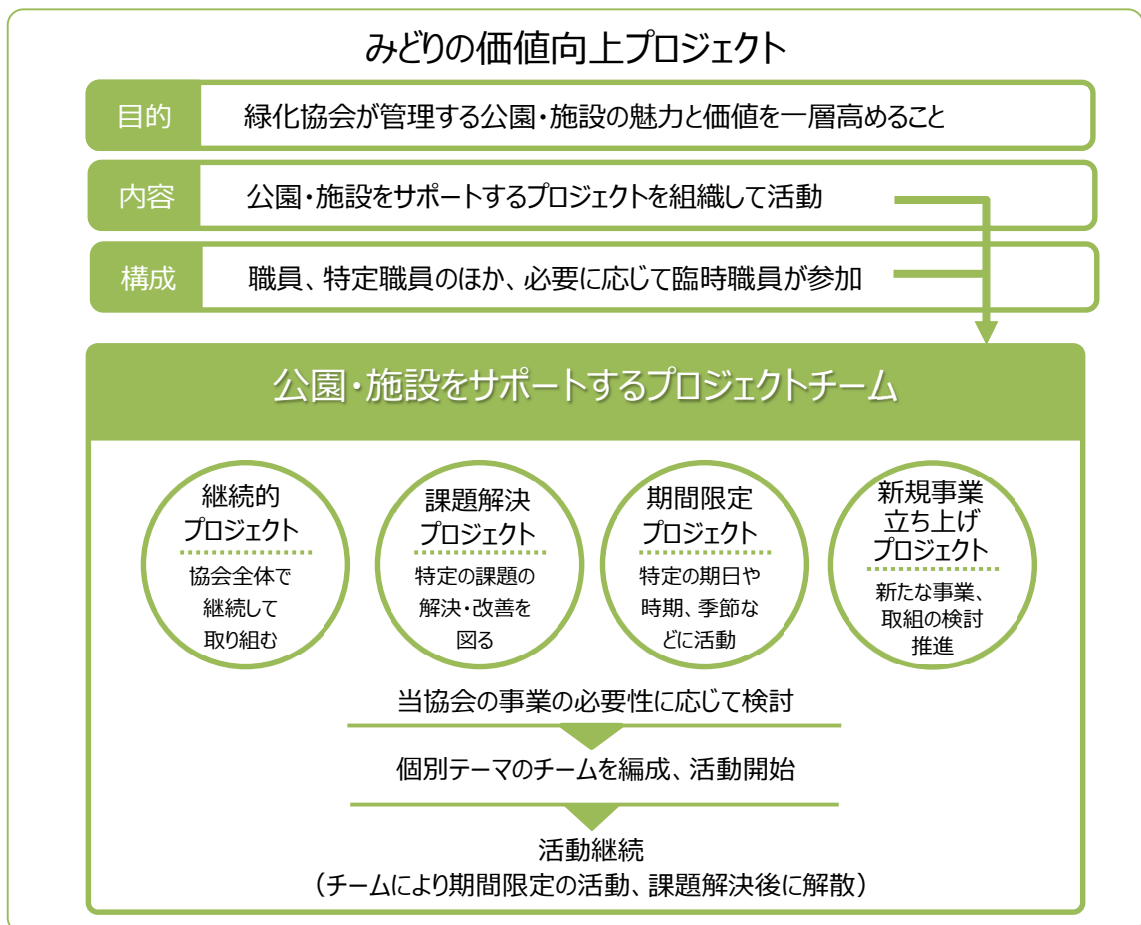 みどりの価値向上プロジェクト
目的
緑化協会が管理する公園・施設の魅力と価値を一層高めること
内容
公園・施設をサポートするプロジェクトを組織して活動
構成
職員、特定職員のほか、必要に応じて臨時職員が参加
公園・施設をサポートするプロジェクトチーム
継続的
プロジェクト
協会全体で
継続して
取り組む
課題解決
プロジェクト
特定の課題の
解決・改善を
図る
期間限定
プロジェクト
特定の期日や
時期、季節な
どに活動
新規事業
立ち上げ
プロジェクト
新たな事業、
取組の検討
推進
当協会の事業の必要性に応じて検討
個別テーマのチームを編成、活動開始
活動継続
（チームにより期間限定の活動、課題解決後に解散）